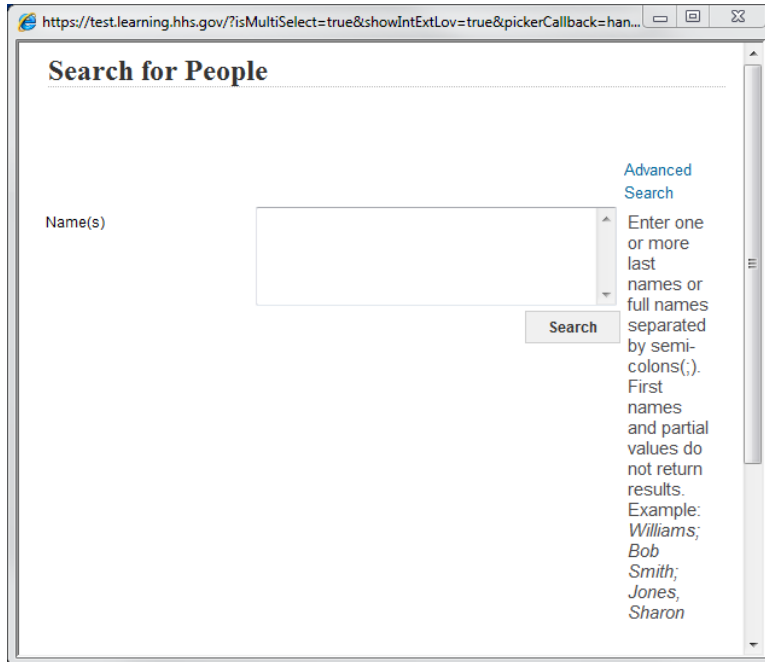 https://test.learning.hhs.gov/?isMultiSelect=true&showIntExtLov=true&pickerCallback=han...
Search for People
Advanced
Search
Name(s)
Enter one
or more
last
names or
full names
separated
by semi-
colons(;).
First
names
and partial
values do
not return
results.
Example:
Williams;
Bob
Smith;
Jones,
Sharon
Search